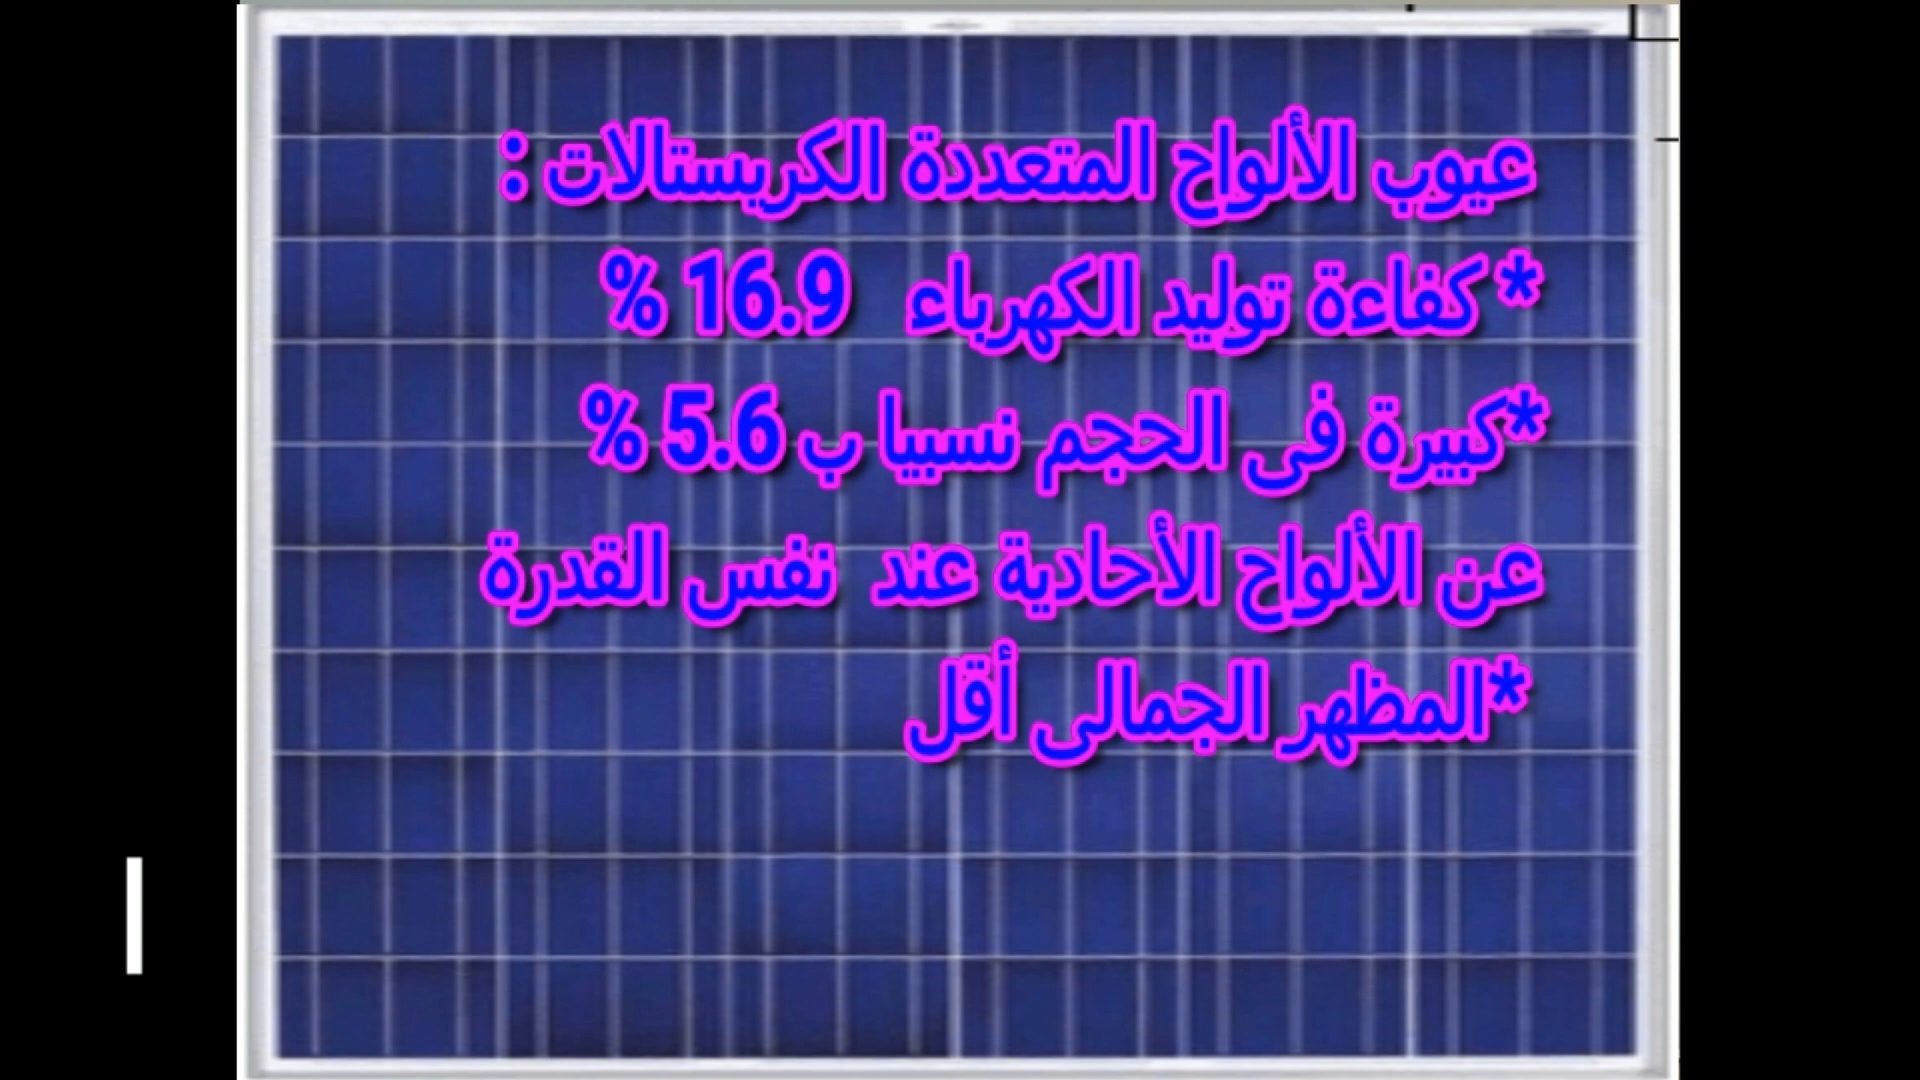 عيوب الألواح المتعددة الكريستالات :
* كفاءة توليد الكهرباء 16.9 %
*كبيرة فى الحجم نسبيا ب 5.6 %
عن الألواح الأحادية عند نفس القدرة
*المظهر الجمالى أقل